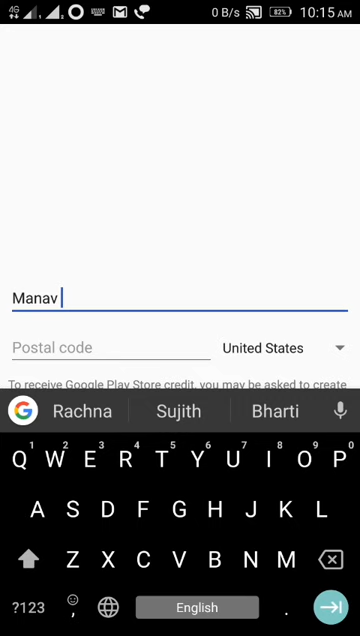 4G 1 2 0 B/s 82% 10:15 AM
Manav
Postal code United States
To receive Google Play Store credit, you may be asked to create
G Rachna Sujith Bharti
1 2 3 4 5 6 7 8 9 0
Q W E R T Y U I O P
A S D F G H J K L
Z X C V B N M
?123 , English .